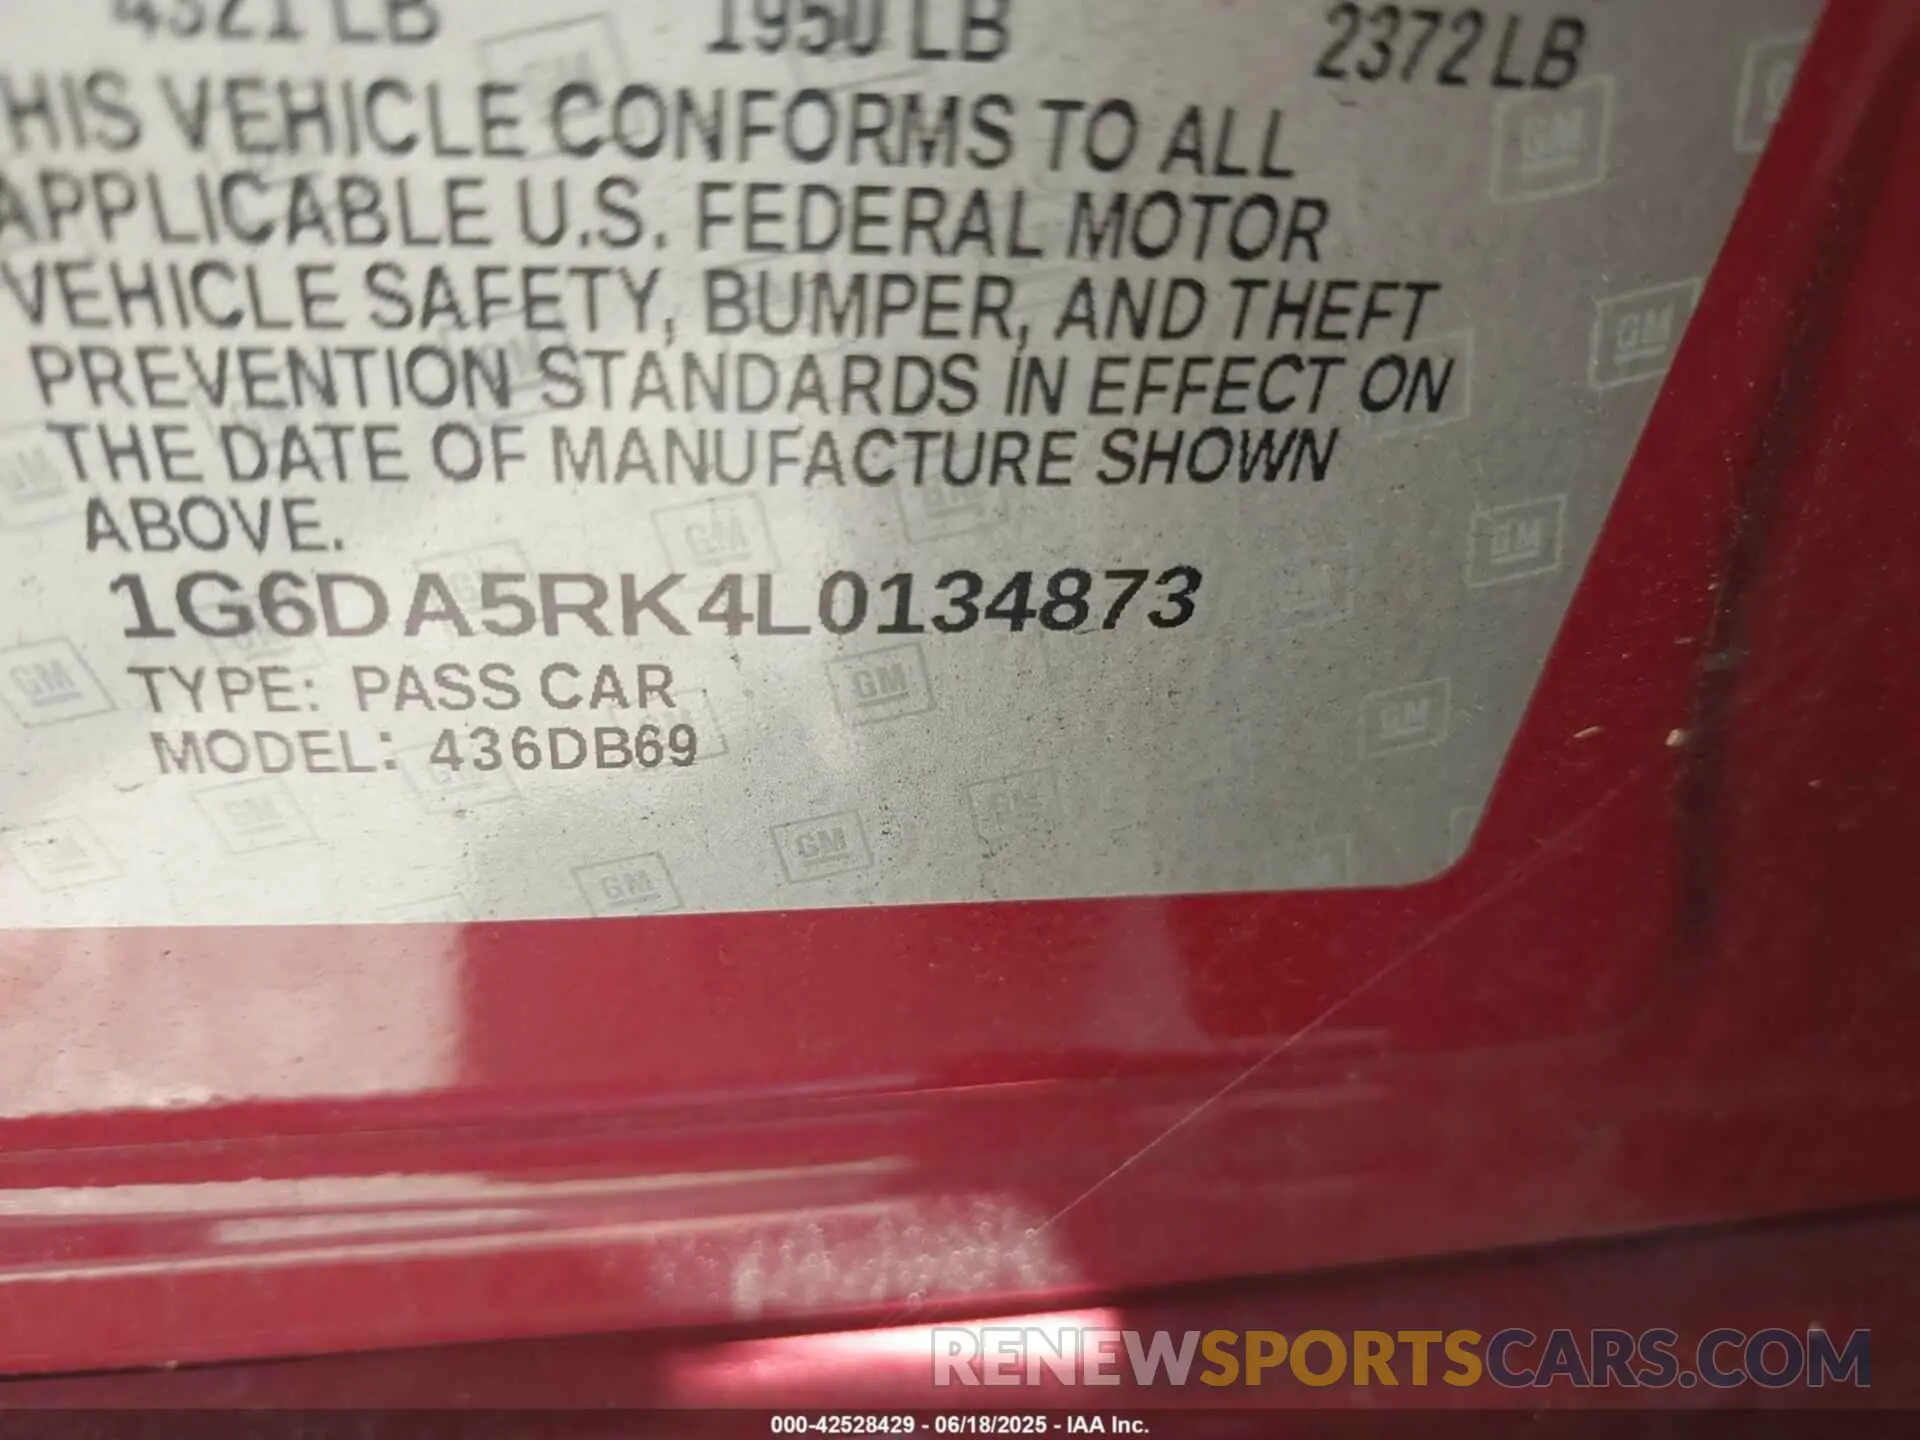 4321 LB 1950 LB 2372 LB
HIS VEHICLE CONFORMS TO ALL
APPLICABLE U.S. FEDERAL MOTOR
VEHICLE SAFETY, BUMPER, AND THEFT
PREVENTION STANDARDS IN EFFECT ON
THE DATE OF MANUFACTURE SHOWN
ABOVE.
1G6DA5RK4L0134873
TYPE: PASS CAR
MODEL: 436DB69
RENEWSPORTSCARS.COM
000-42528429 - 06/18/2025 - IAA Inc.